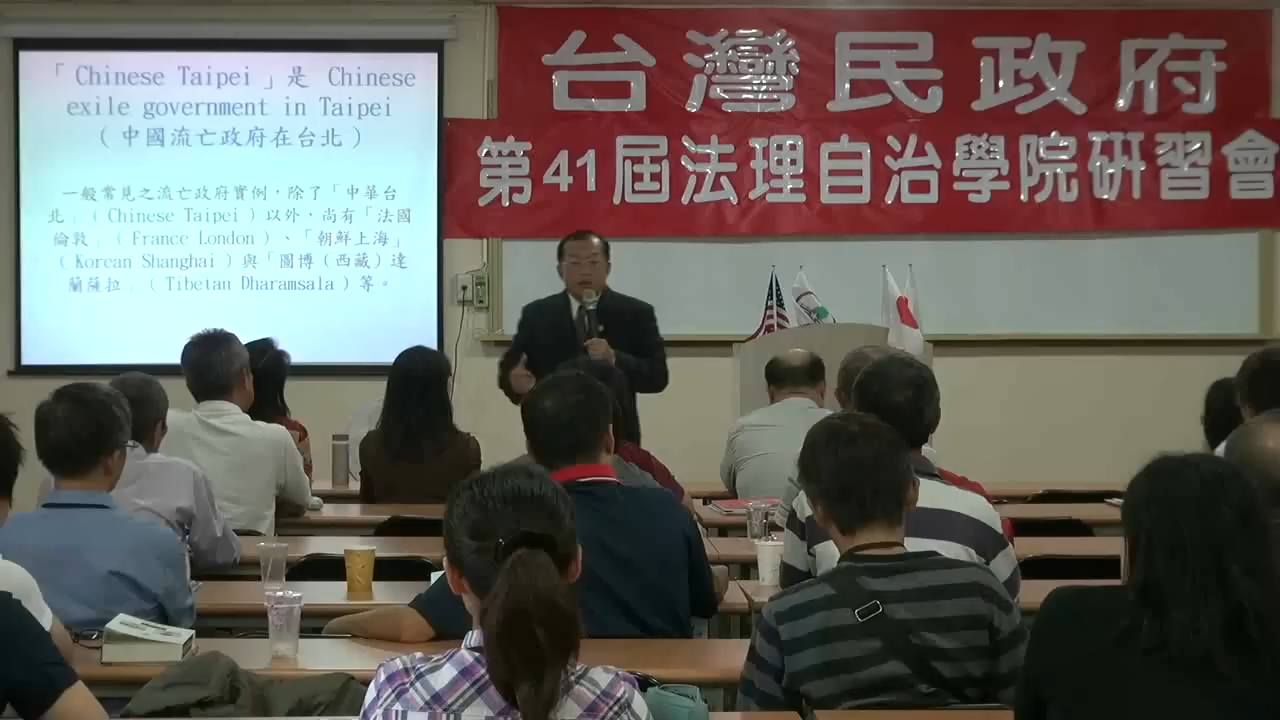 「Chinese Taipei」是 Chinese
exile government in Taipei
(中國流亡政府在台北)
一般常見之流亡政府實例，除了「中華台
北」(Chinese Taipei)以外，尚有「法國
倫敦」(France London)、「朝鮮上海」
(Korean Shanghai)與「圖博(西藏)達
蘭薩拉」(Tibetan Dharamsala)等。
台灣民政府
第41屆法理自治學院研習會